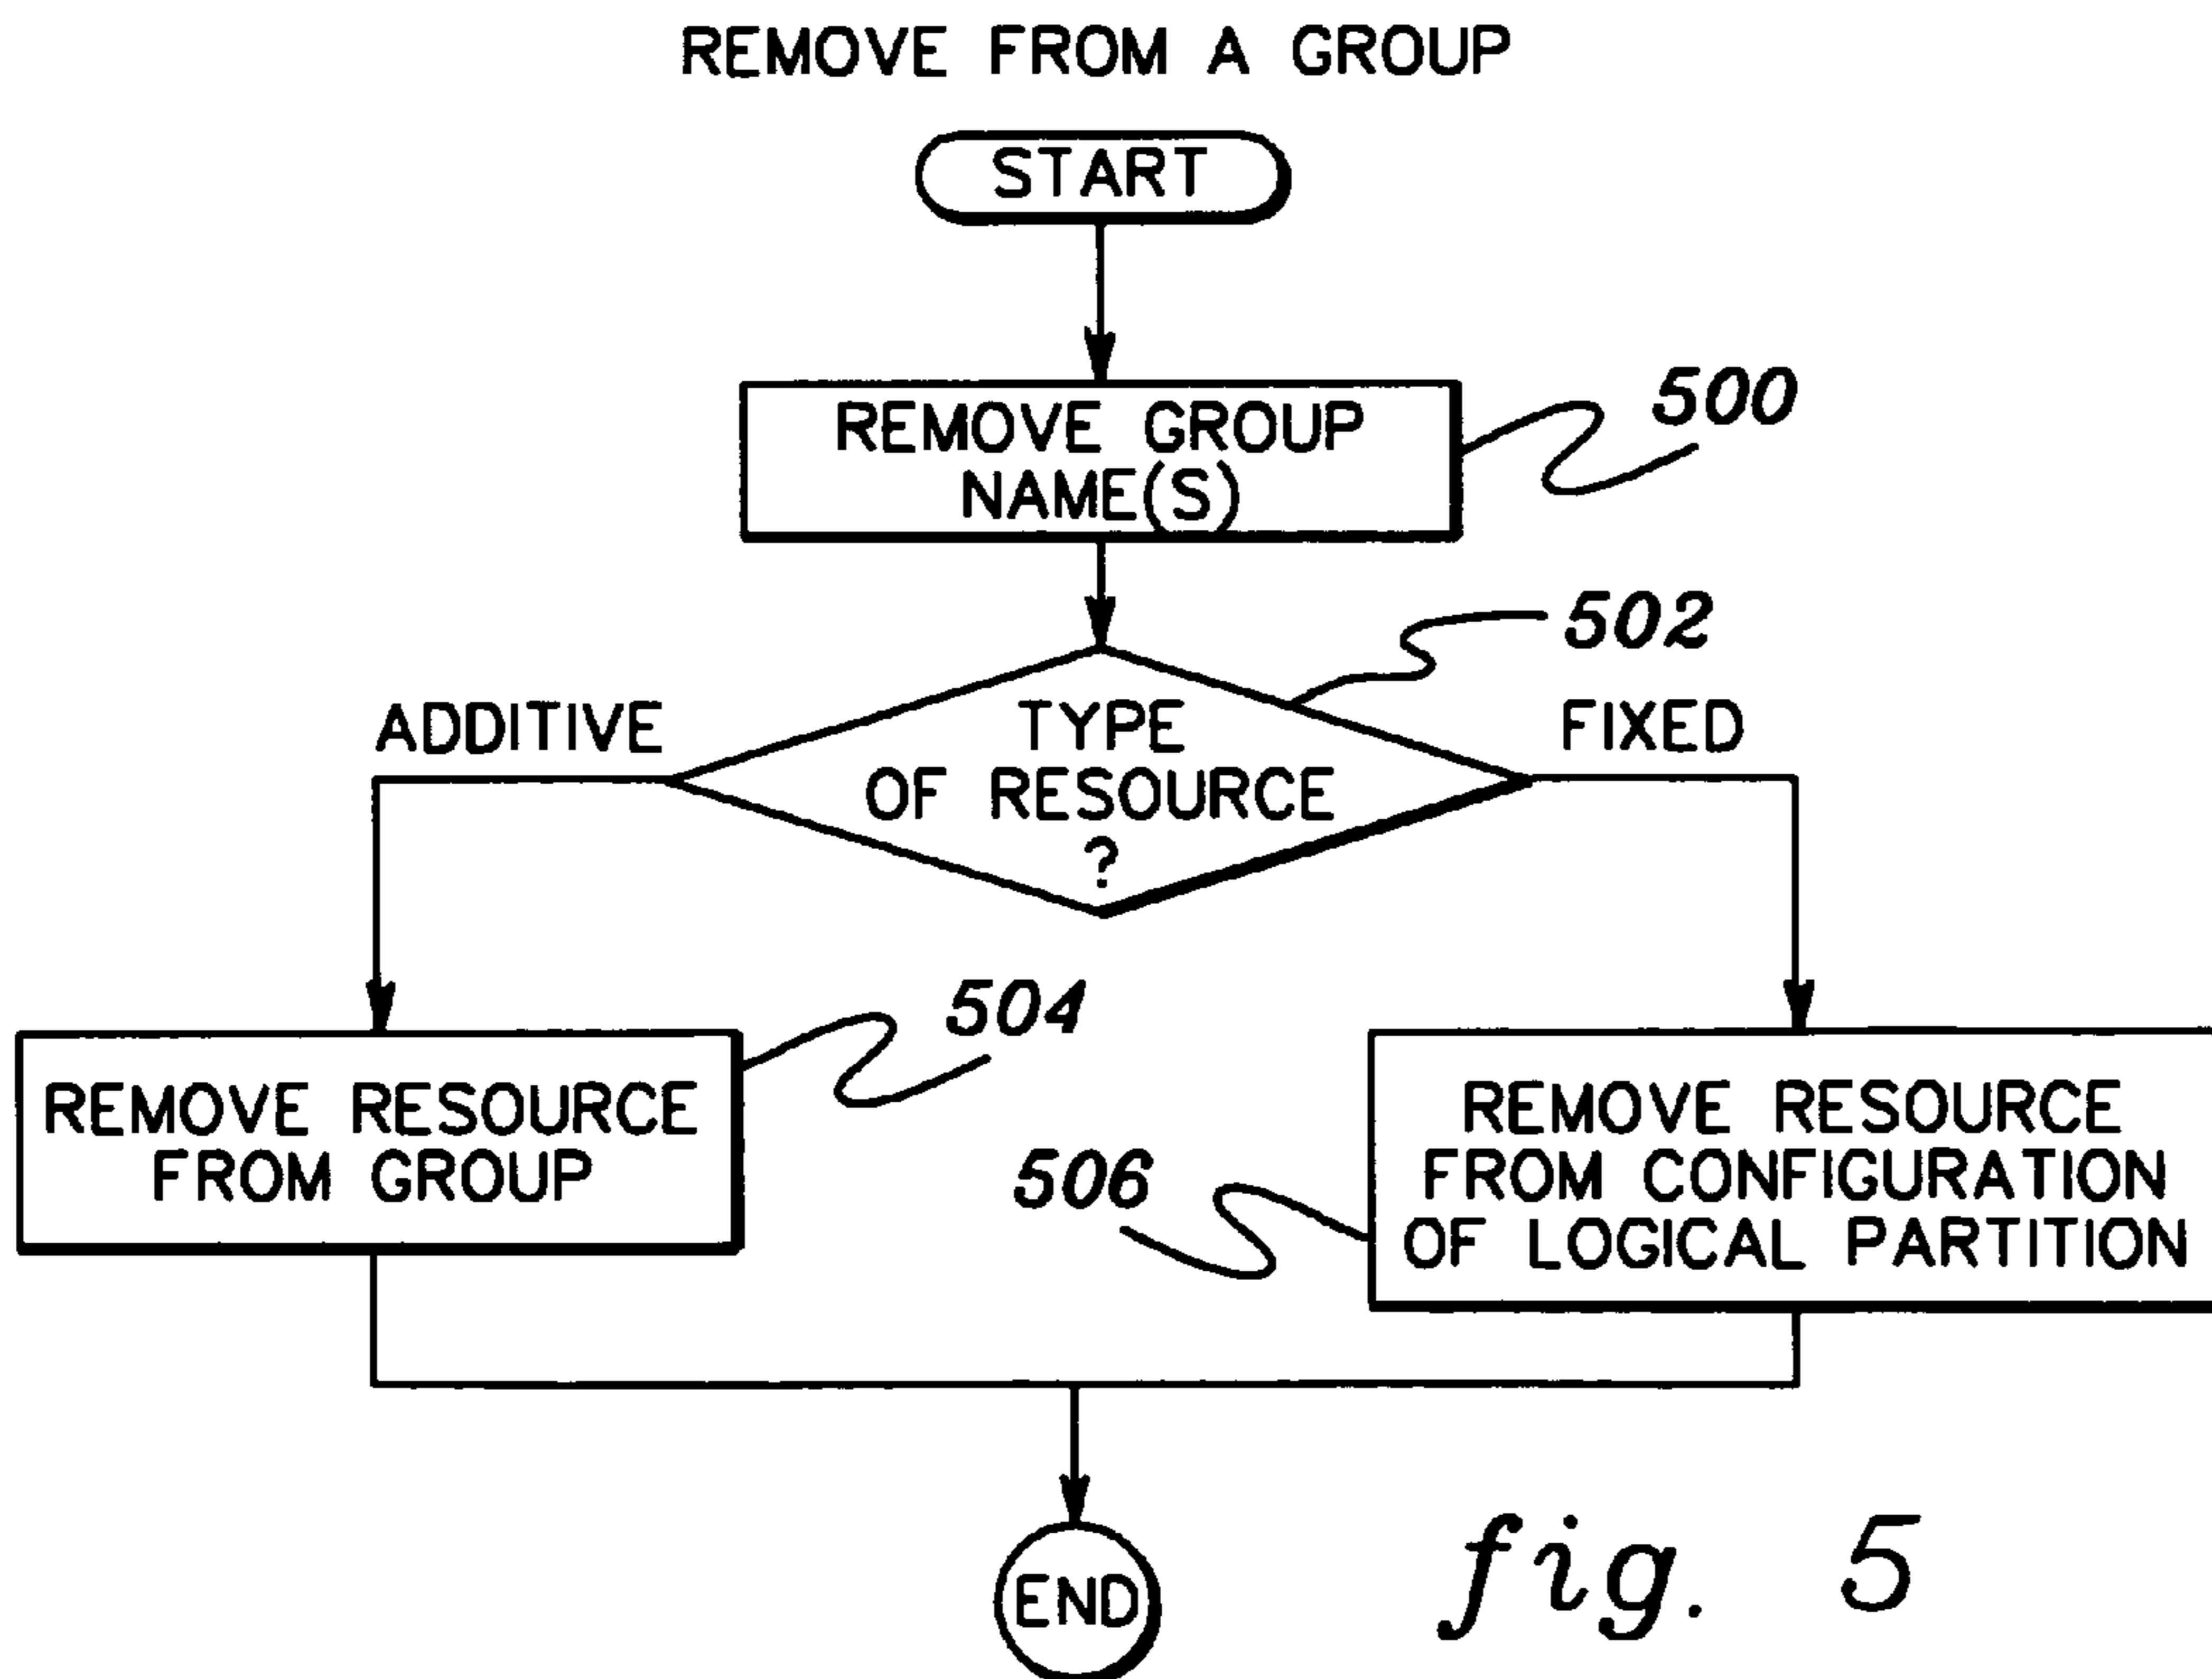 REMOVE FROM A GROUP
START
REMOVE GROUP
NAME(S)
500
502
ADDITIVE
TYPE
OF RESOURCE
?
FIXED
504
REMOVE RESOURCE
FROM GROUP
506
REMOVE RESOURCE
FROM CONFIGURATION
OF LOGICAL PARTITION
END
fig. 5